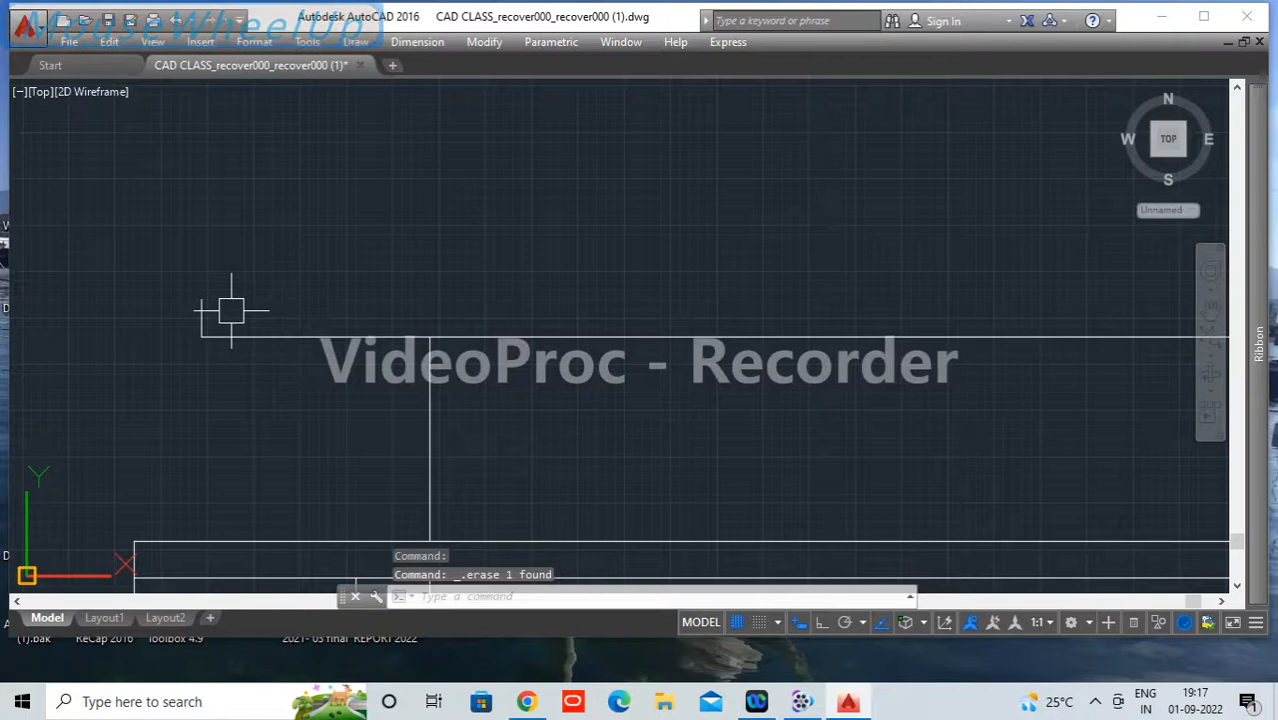 MouseWheelUp
Autodesk AutoCAD 2016 CAD CLASS_recover000_recover000 (1).dwg
Type a keyword or phrase
Sign In
File Edit View Insert Format Tools Draw Dimension Modify Parametric Window Help Express
Start
CAD CLASS_recover000_recover000 (1)*
[−][Top][2D Wireframe]
N
W TOP E
S
Unnamed
Ribbon
VideoProc - Recorder
Y
X
Command:
Command: _.erase 1 found
Type a command
Model Layout1 Layout2 +
MODEL
1:1
(1).bak ReCap 2016 Toolbox 4.9 2021- 03 final REPORT 2022
Type here to search
25°C
ENG
IN
19:17
01-09-2022
1